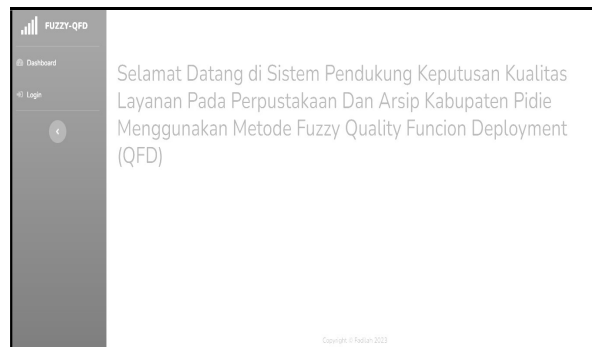 FUZZY-QFD
Dashboard
Login
Selamat Datang di Sistem Pendukung Keputusan Kualitas
Layanan Pada Perpustakaan Dan Arsip Kabupaten Pidie
Menggunakan Metode Fuzzy Quality Funcion Deployment
(QFD)
Copyright © 2023